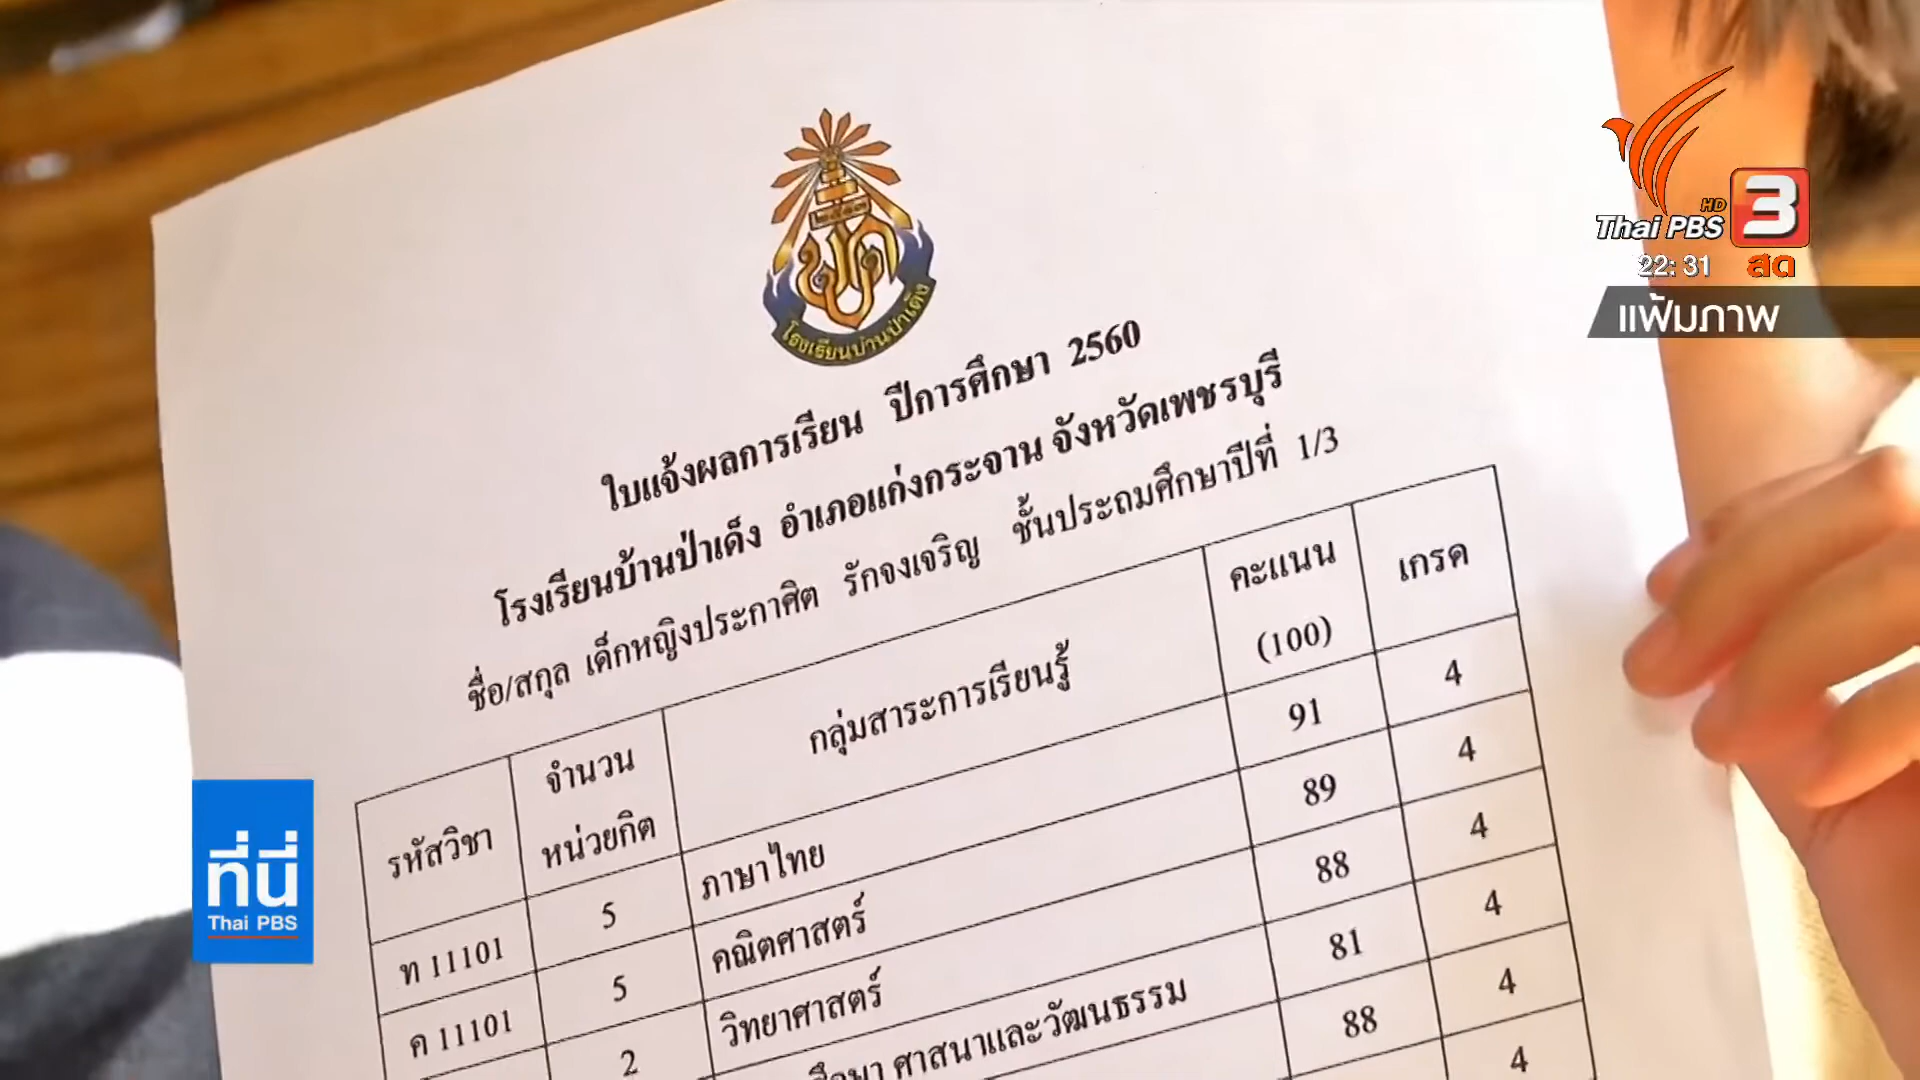 ๒๕๔๗
โรงเรียนบ้านป่าเด็ง
ใบแจ้งผลการเรียน ปีการศึกษา 2560
โรงเรียนบ้านป่าเด็ง อำเภอแก่งกระจาน จังหวัดเพชรบุรี
ชื่อ/สกุล เด็กหญิงประกาศิต รักจงเจริญ ชั้นประถมศึกษาปีที่ 1/3
รหัสวิชา จำนวน หน่วยกิต กลุ่มสาระการเรียนรู้ คะแนน (100) เกรด
ท 11101 5 ภาษาไทย 91 4
ค 11101 5 คณิตศาสตร์ 89 4
2 วิทยาศาสตร์ 88 4
ศาสนาและวัฒนธรรม 81 4
88 4
4
Thai PBS HD 3
22:31 สด
แฟ้มภาพ
ที่นี่
Thai PBS